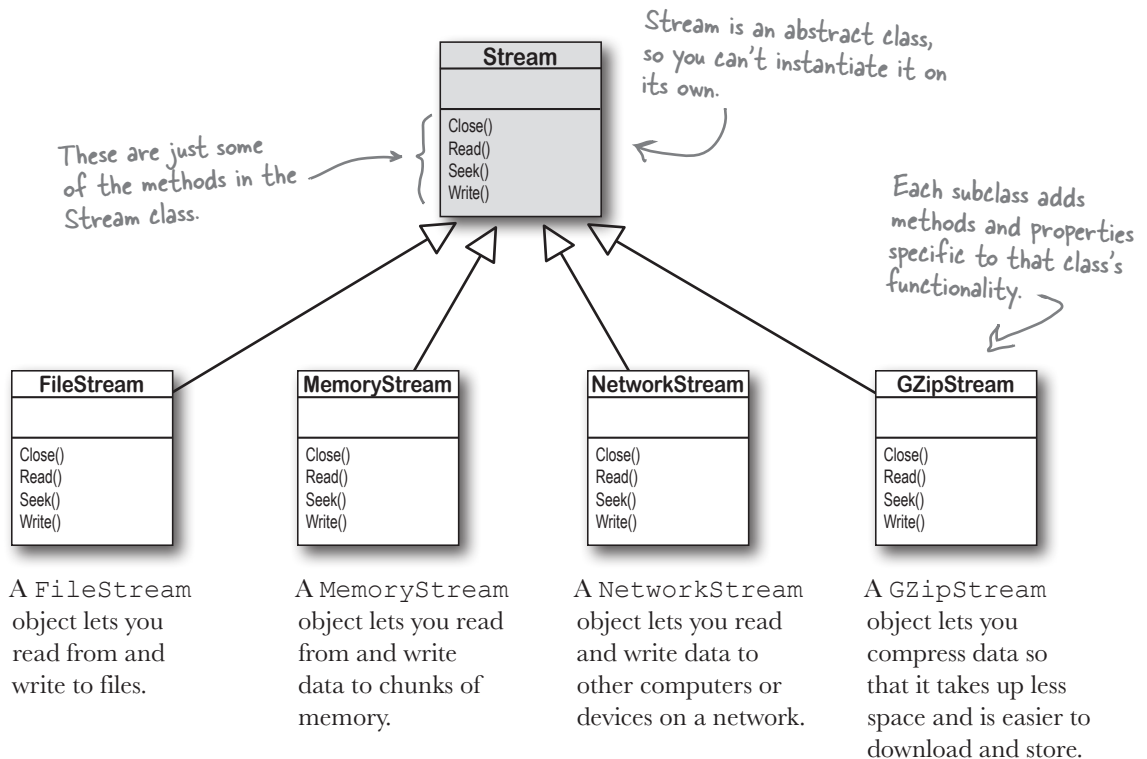 Stream is an abstract class,
so you can't instantiate it on
its own.
Stream
Close()
Read()
Seek()
Write()
These are just some
of the methods in the
Stream class.
Each subclass adds
methods and properties
specific to that class's
functionality.
FileStream
Close()
Read()
Seek()
Write()
MemoryStream
Close()
Read()
Seek()
Write()
NetworkStream
Close()
Read()
Seek()
Write()
GZipStream
Close()
Read()
Seek()
Write()
A FileStream
object lets you
read from and
write to files.
A MemoryStream
object lets you read
from and write
data to chunks of
memory.
A NetworkStream
object lets you read
and write data to
other computers or
devices on a network.
A GZipStream
object lets you
compress data so
that it takes up less
space and is easier to
download and store.